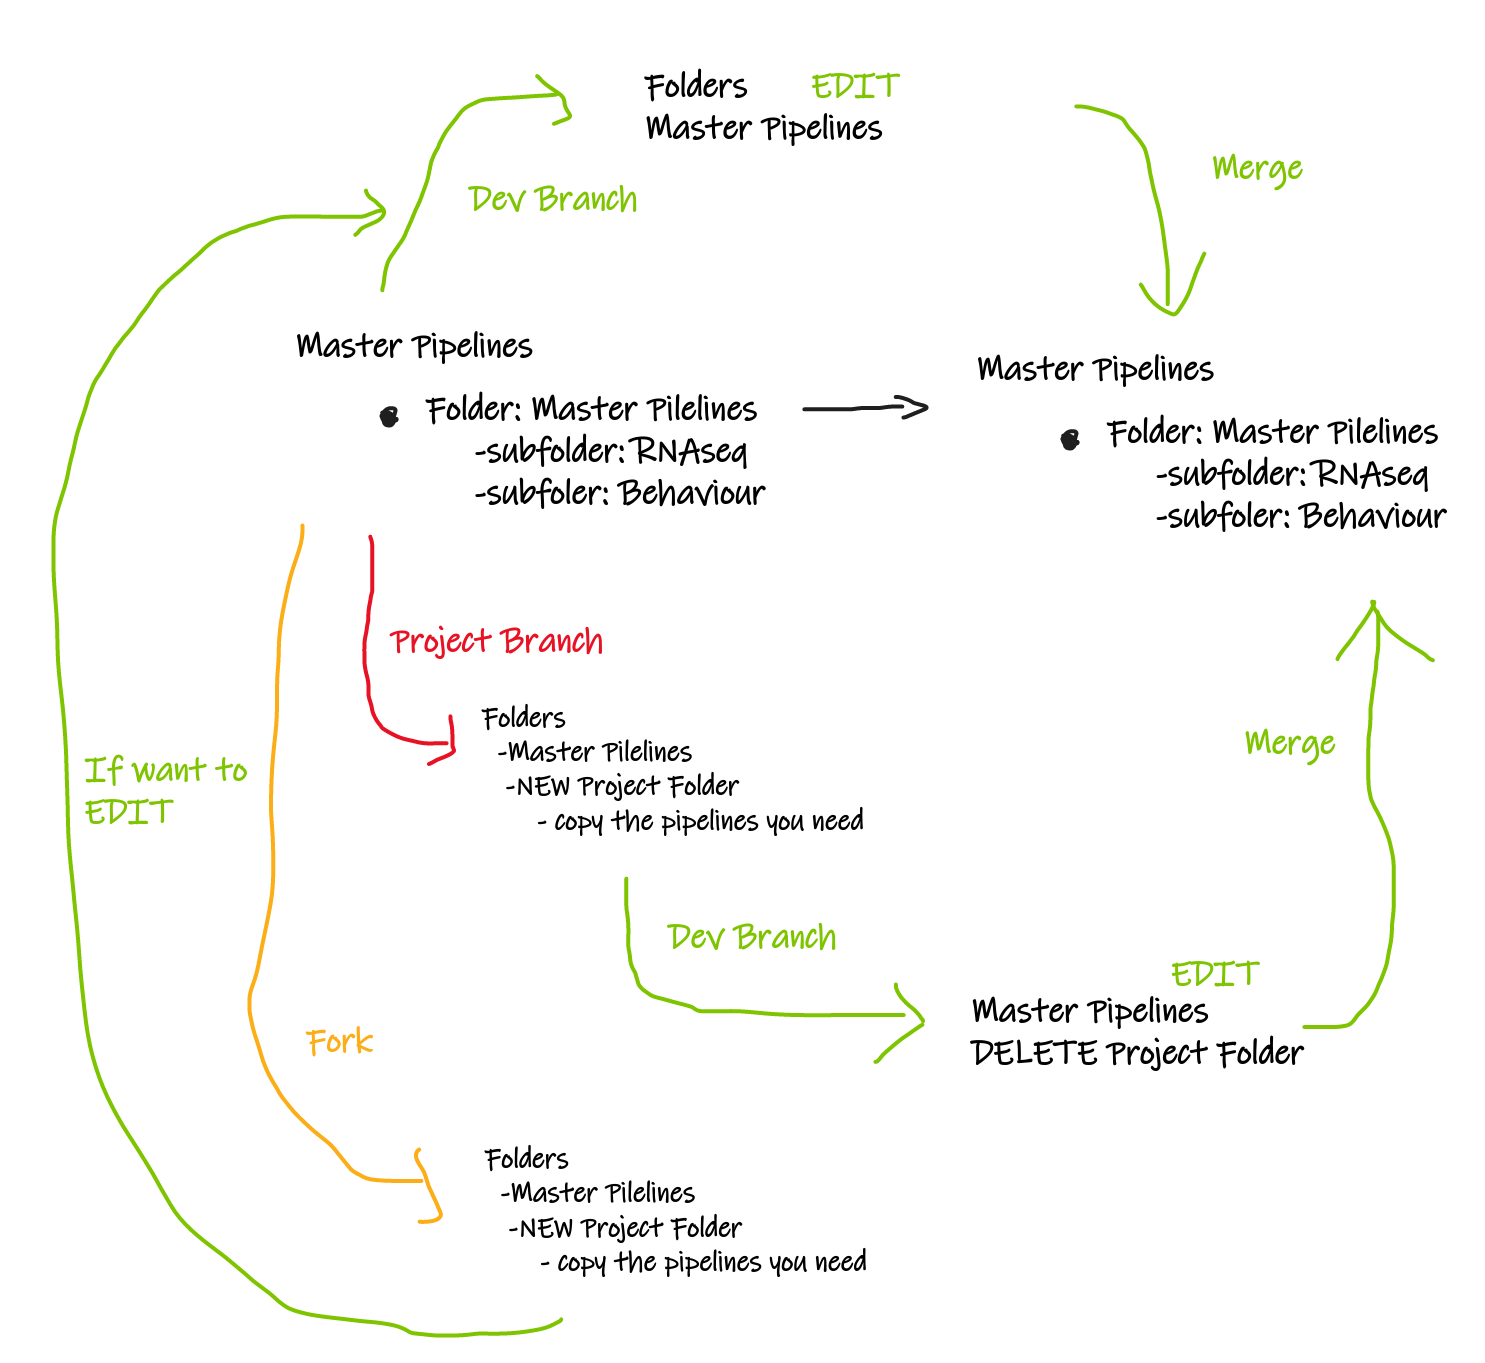 Folders EDIT
Master Pipelines
Merge
Dev Branch
Master Pipelines
Folder: Master Pilelines
-subfolder: RNAseq
-subfoler: Behaviour
Master Pipelines
Folder: Master Pilelines
-subfolder: RNAseq
-subfoler: Behaviour
Project Branch
Folders
-Master Pilelines
-NEW Project Folder
- copy the pipelines you need
If want to
EDIT
Merge
Dev Branch
EDIT
Master Pipelines
DELETE Project Folder
Fork
Folders
-Master Pilelines
-NEW Project Folder
- copy the pipelines you need